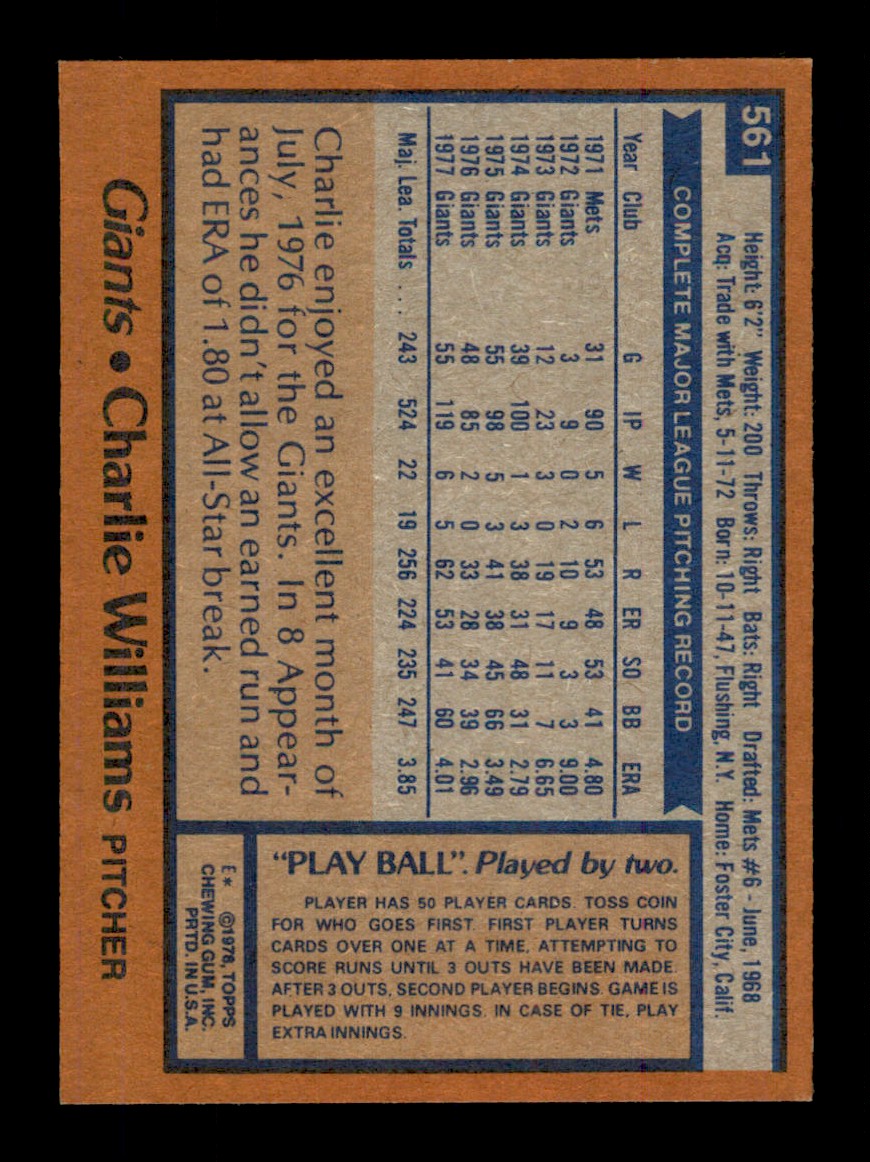 561
Height 6'2" Weight: 200 Throws: Right Bats: Right Drafted: Mets #6 - June, 1968
Acq: Trade with Mets, 5-11-72 Born: 10-11-47, Flushing, N.Y. Home: Foster City, Calif.
COMPLETE MAJOR LEAGUE PITCHING RECORD
Year Club G IP W L R ER SO BB ERA
1971 Mets 31 90 5 6 53 48 53 41 4.80
1972 Giants 3 9 0 2 10 9 3 3 9.00
1973 Giants 12 23 3 0 19 17 11 7 6.65
1974 Giants 39 100 1 3 38 31 48 31 2.79
1975 Giants 55 98 5 3 41 38 45 66 3.49
1976 Giants 48 85 2 0 33 28 34 39 2.96
1977 Giants 55 119 6 5 62 53 41 60 4.01
Maj. Lea. Totals ... 243 524 22 19 256 224 235 247 3.85
Charlie enjoyed an excellent month of
July, 1976 for the Giants. In 8 Appear-
ances he didn't allow an earned run and
had ERA of 1.80 at All-Star break.
"PLAY BALL". Played by two.
PLAYER HAS 50 PLAYER CARDS. TOSS COIN
FOR WHO GOES FIRST. FIRST PLAYER TURNS
CARDS OVER ONE AT A TIME, ATTEMPTING TO
SCORE RUNS UNTIL 3 OUTS HAVE BEEN MADE.
AFTER 3 OUTS, SECOND PLAYER BEGINS. GAME IS
PLAYED WITH 9 INNINGS. IN CASE OF TIE, PLAY
EXTRA INNINGS.
E* ©1978, TOPPS
CHEWING GUM, INC.
PRTD. IN U.S.A.
Giants • Charlie Williams PITCHER